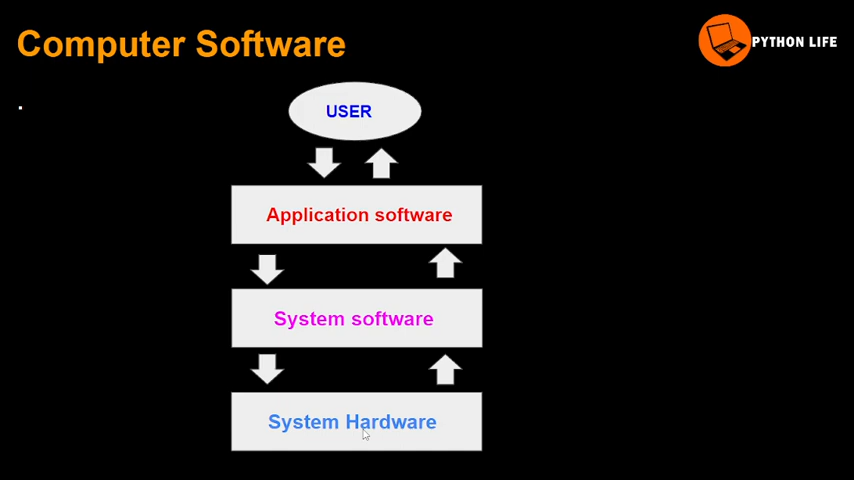 Computer Software
PYTHON LIFE
USER
Application software
System software
System Hardware